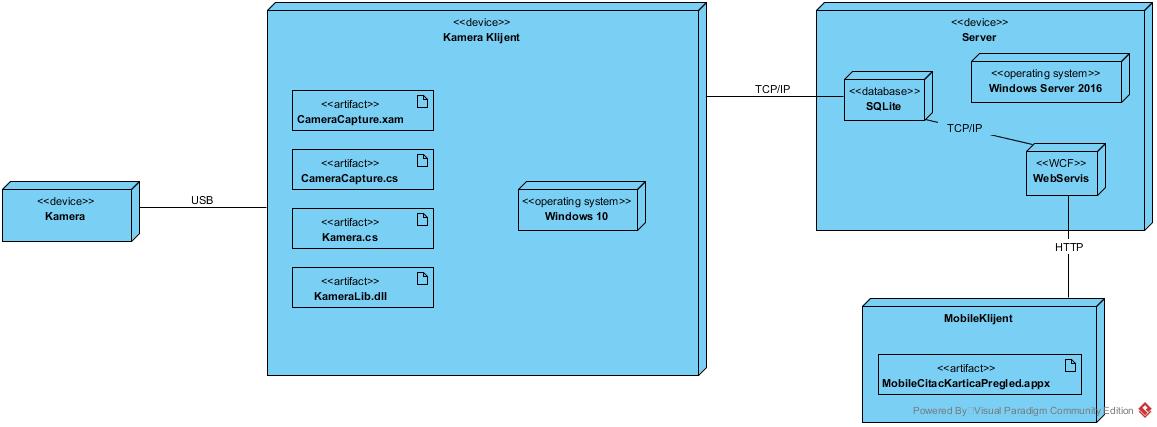 <<device>>
Kamera
USB
<<device>>
Kamera Klijent
<<artifact>>
CameraCapture.xam
<<artifact>>
CameraCapture.cs
<<artifact>>
Kamera.cs
<<artifact>>
KameraLib.dll
<<operating system>>
Windows 10
TCP/IP
<<device>>
Server
<<operating system>>
Windows Server 2016
<<database>>
SQLite
TCP/IP
<<WCF>>
WebServis
HTTP
MobileKlijent
<<artifact>>
MobileCitacKarticaPregled.appx
Powered By Visual Paradigm Community Edition